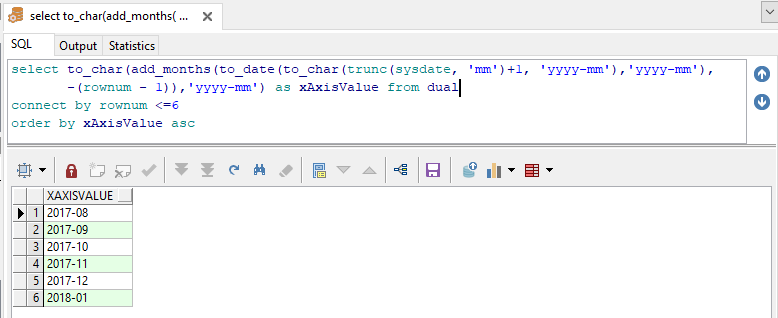 select to_char(add_months( ...
SQL Output Statistics
select to_char(add_months(to_date(to_char(trunc(sysdate, 'mm')+1, 'yyyy-mm'),'yyyy-mm'),
-(rownum - 1)),'yyyy-mm') as xAxisValue from dual
connect by rownum <=6
order by xAxisValue asc
XAXISVALUE
1 2017-08
2 2017-09
3 2017-10
4 2017-11
5 2017-12
6 2018-01